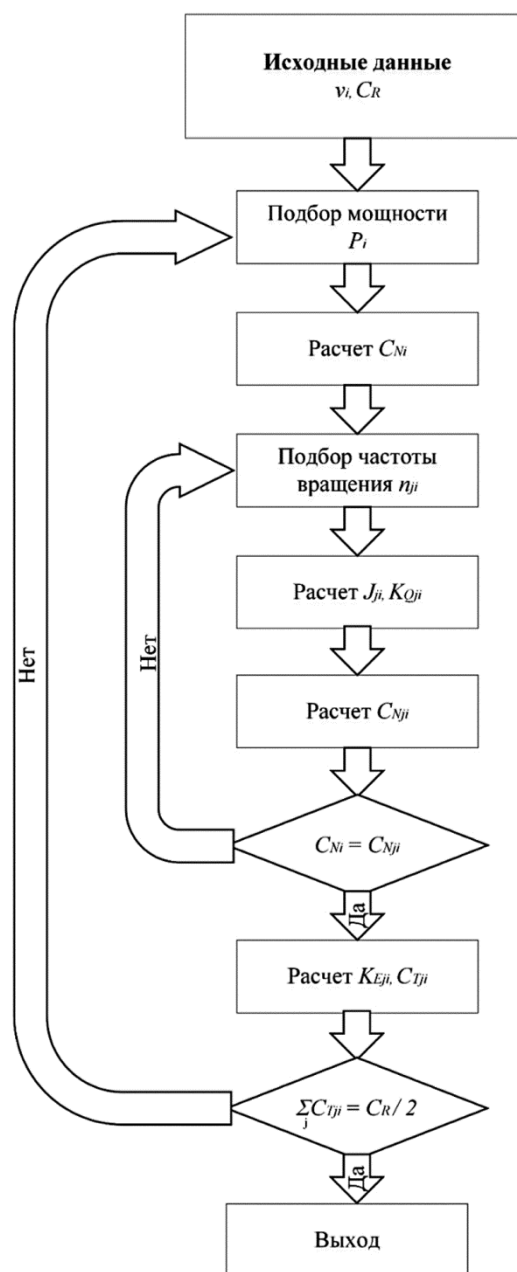 Исходные данные
vi, CR
Подбор мощности
Pi
Расчет CNi
Подбор частоты
вращения nji
Расчет Jji, KQji
Расчет CNji
Нет
Нет
CNi = CNji
Да
Расчет KEji, CTji
ΣCTji = CR / 2
j
Да
Выход